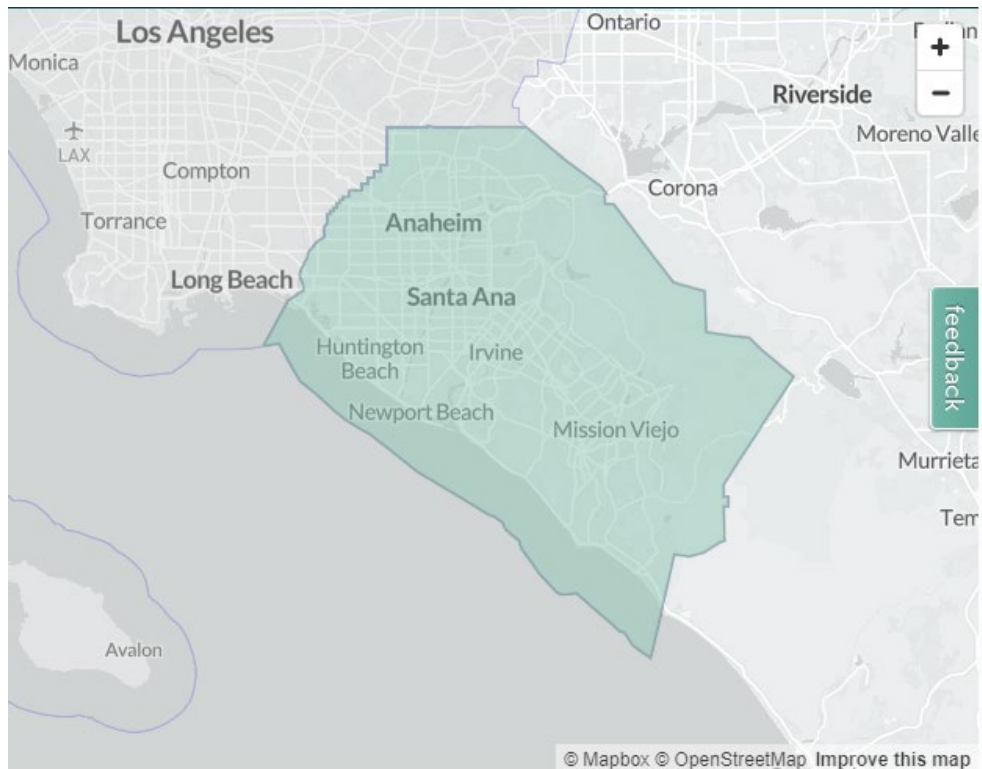 Los Angeles
Ontario
Monica
+
Riverside
−
LAX
Moreno Valle
Compton
Corona
Torrance
Anaheim
Long Beach
Santa Ana
feedback
Huntington
Beach
Irvine
Newport Beach
Mission Viejo
Murrieta
Tem
Avalon
© Mapbox © OpenStreetMap Improve this map